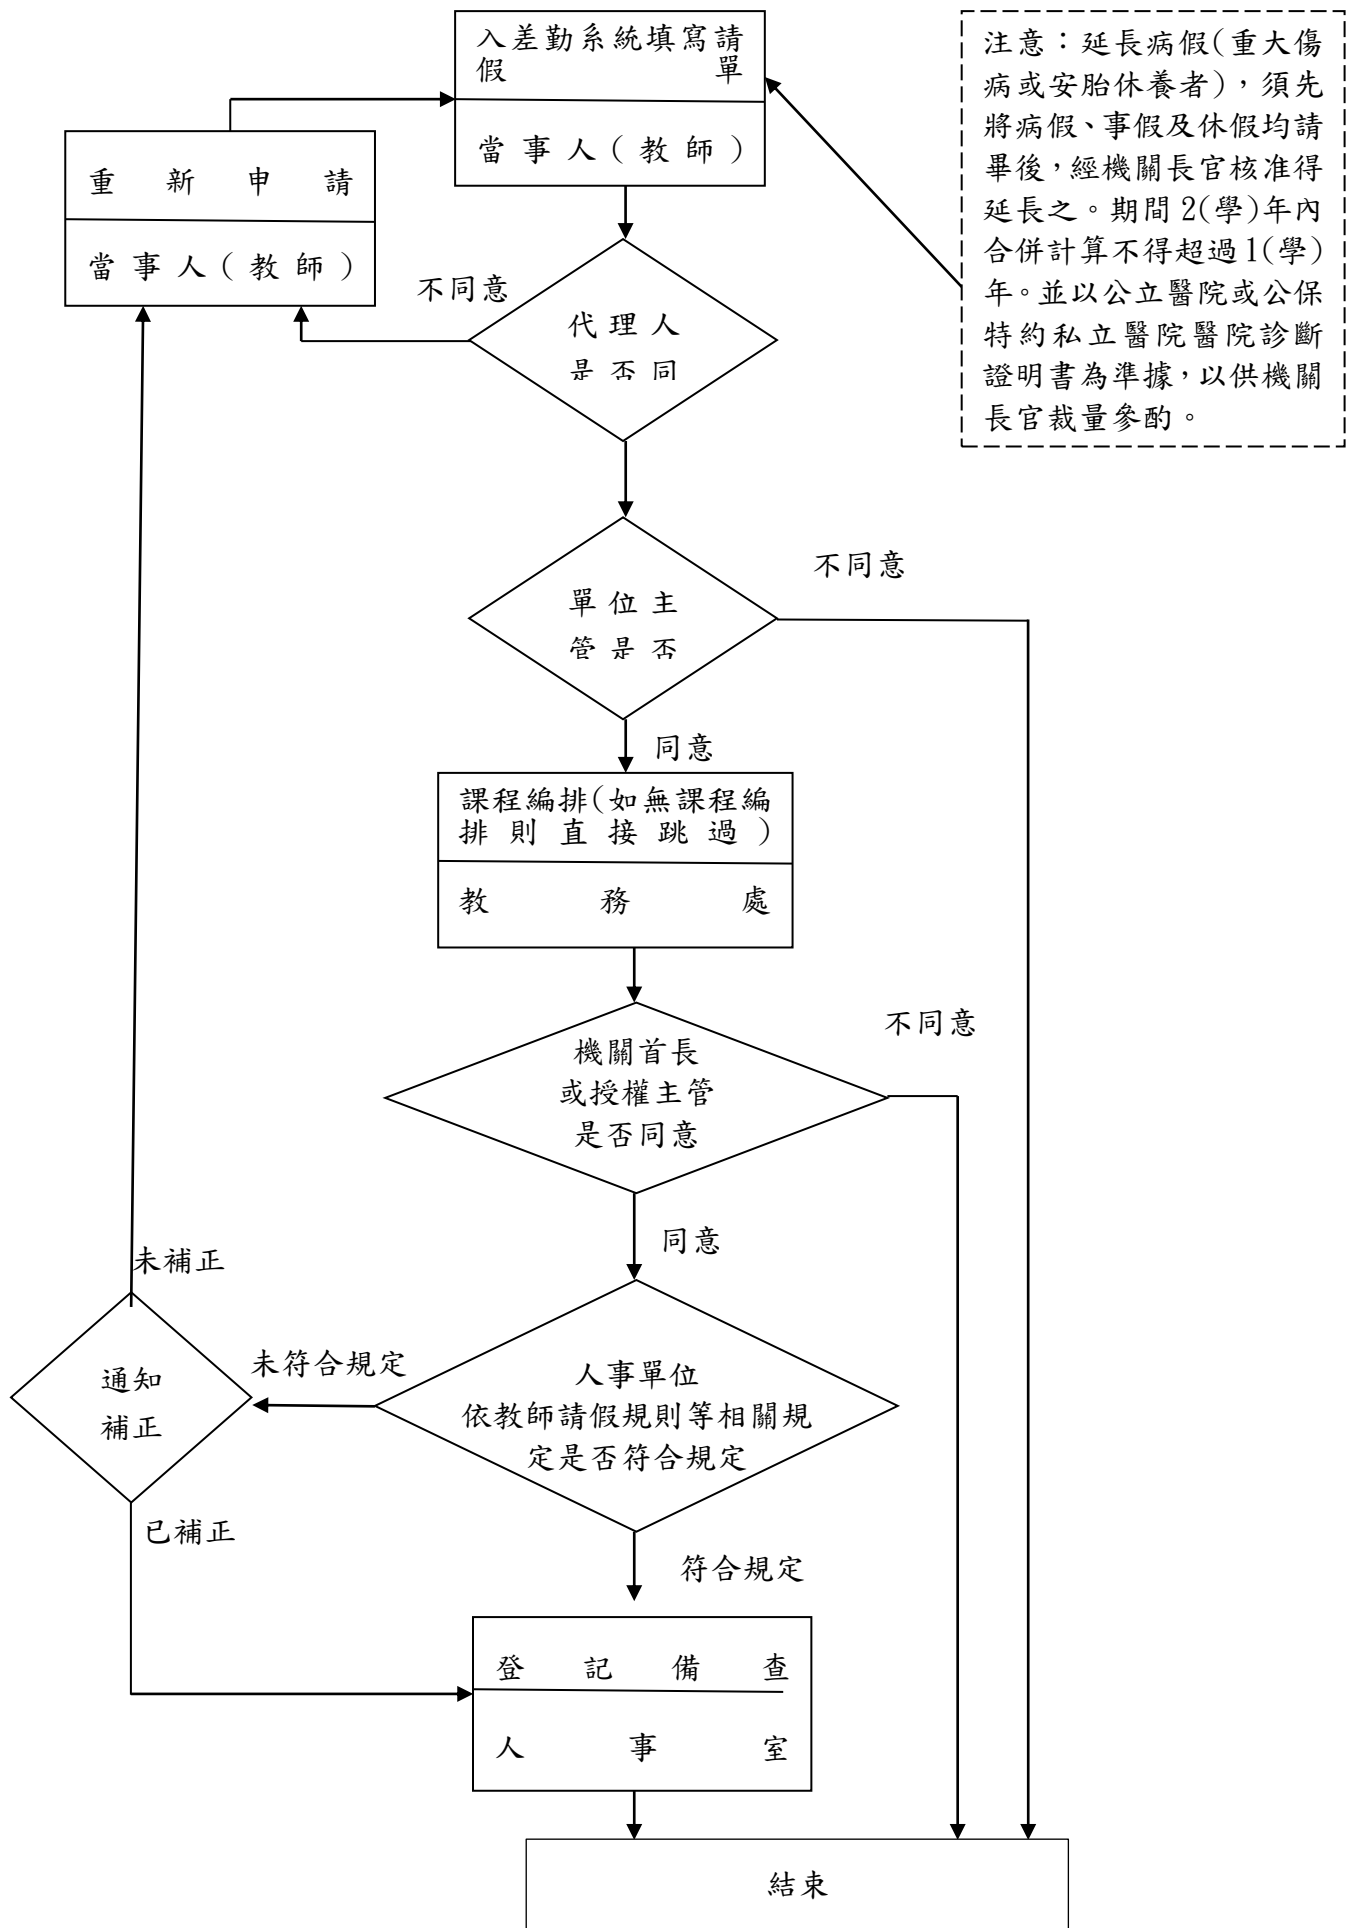 入差勤系統填寫請
假單
當事人(教師)
注意：延長病假(重大傷
病或安胎休養者)，須先
將病假、事假及休假均請
畢後，經機關長官核准得
延長之。期間2(學)年內
合併計算不得超過1(學)
年。並以公立醫院或公保
特約私立醫院醫院診斷
證明書為準據，以供機關
長官裁量參酌。
重新申請
當事人(教師)
不同意
代理人
是否同
不同意
單位主
管是否
同意
課程編排(如無課程編
排則直接跳過)
教務處
不同意
機關首長
或授權主管
是否同意
同意
未補正
通知
補正
未符合規定
人事單位
依教師請假規則等相關規
定是否符合規定
已補正
符合規定
登記備查
人事室
結束